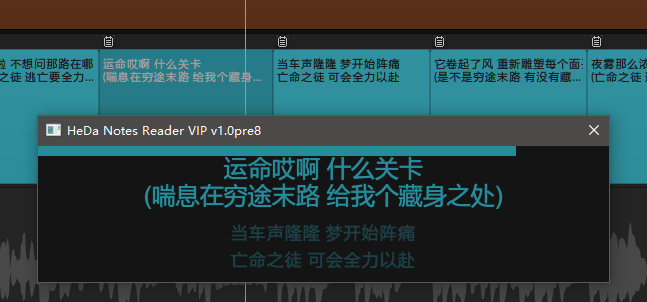 啦 不想问那路在哪
之徒 逃亡要全力...
运命哎啊 什么关卡
(喘息在穷途末路 给我个藏身...
当车声隆隆 梦开始阵痛
亡命之徒 可会全力以赴
它卷起了风 重新雕塑每个面
(是不是穷途末路 有没有藏...
夜雾那么浓
(亡命之徒
HeDa Notes Reader VIP v1.0pre8
运命哎啊 什么关卡
(喘息在穷途末路 给我个藏身之处)
当车声隆隆 梦开始阵痛
亡命之徒 可会全力以赴